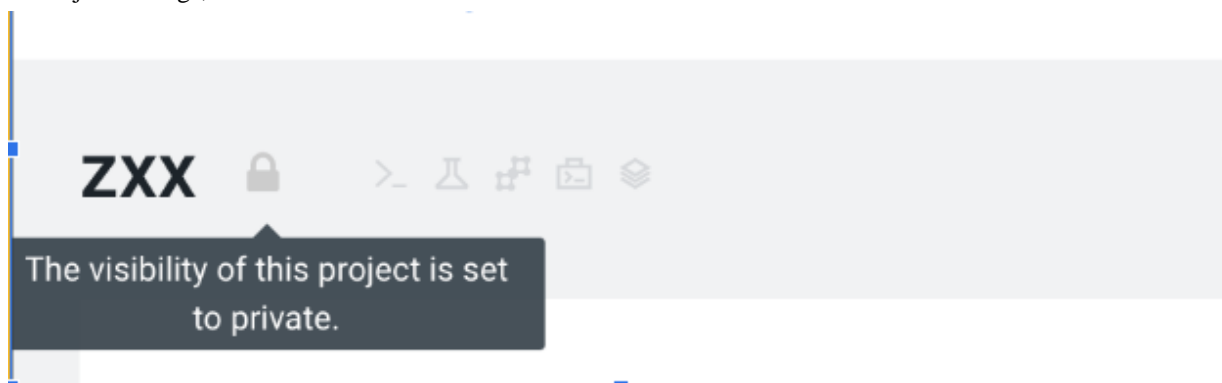 zxx
The visibility of this project is set
to private.